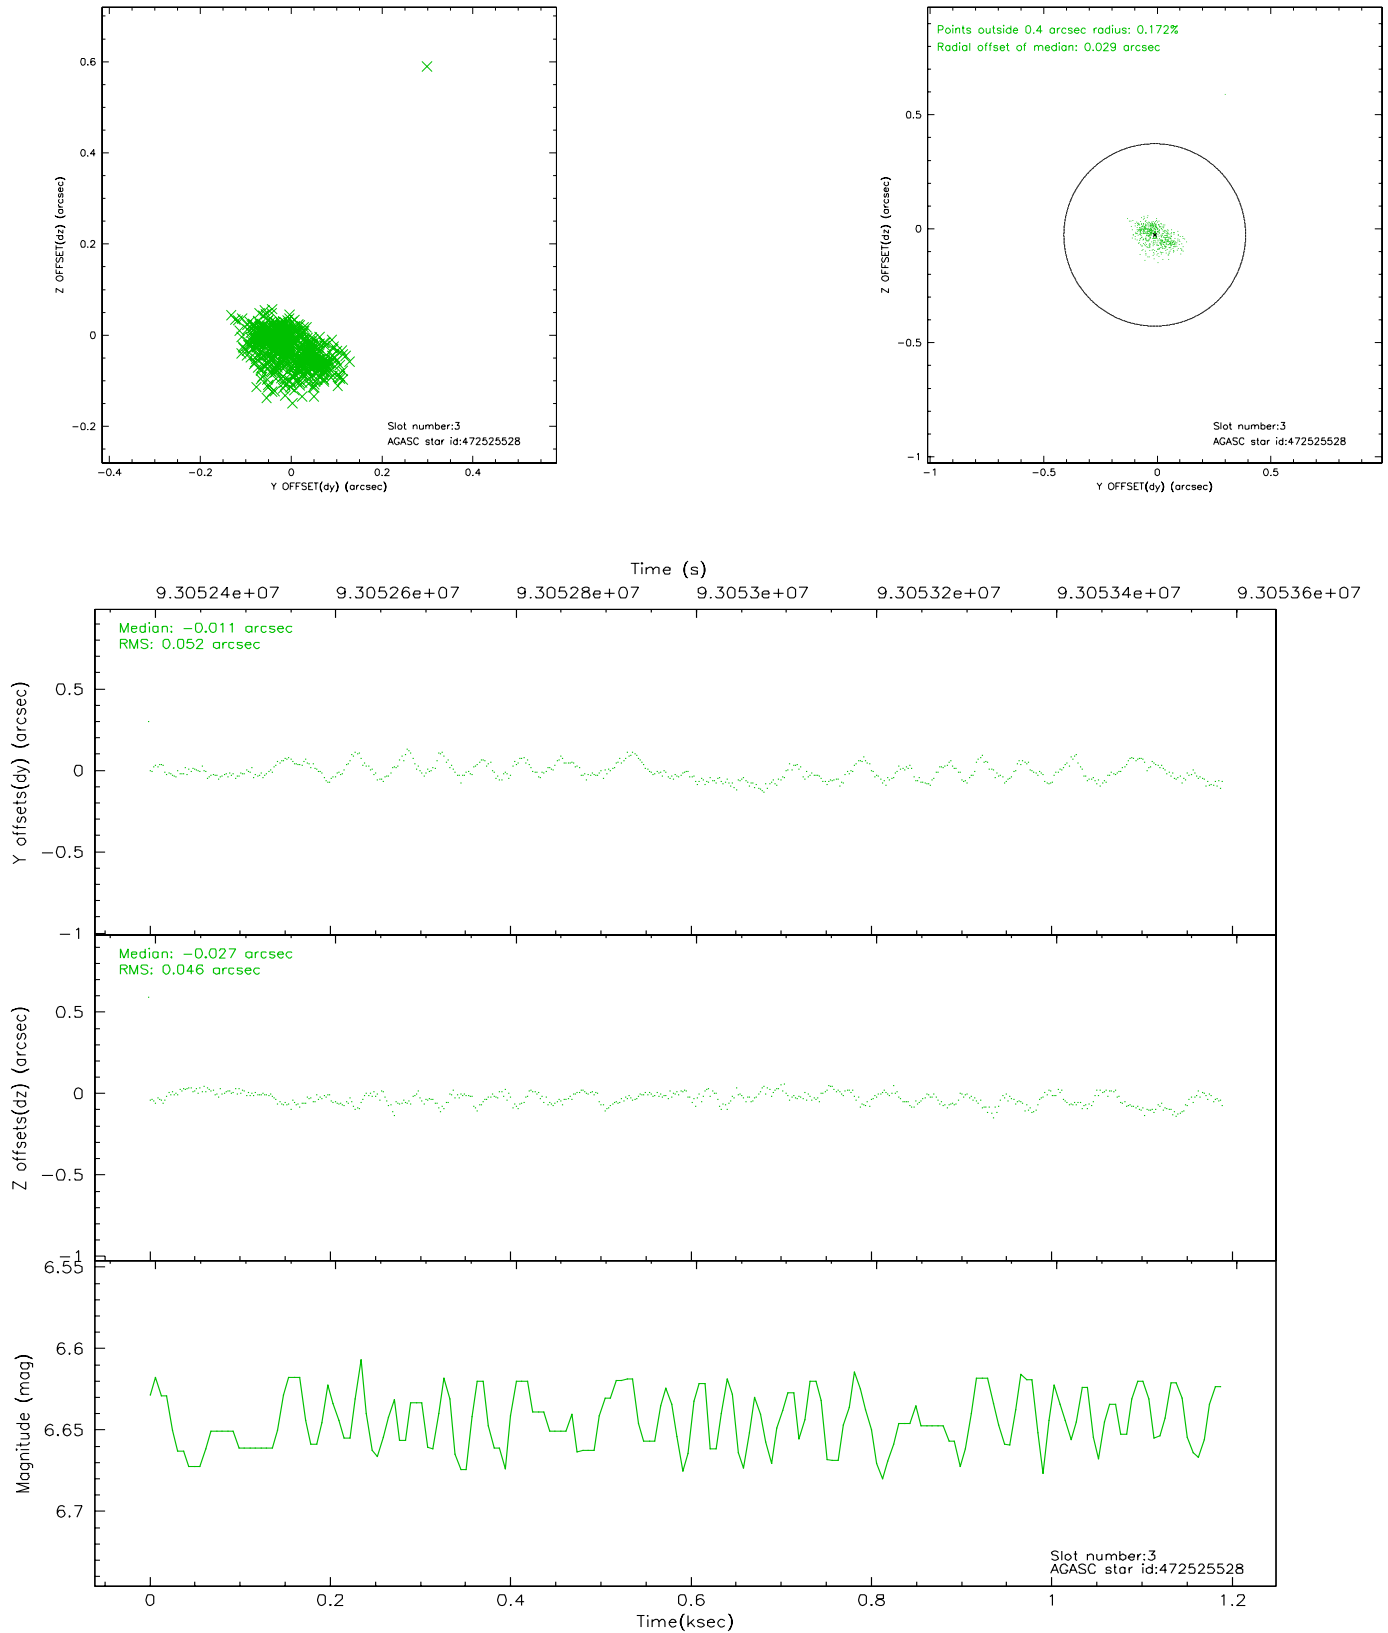 0.6
0.4
0.2
0
−0.2
−0.4
−0.2
0
0.2
0.4
Z OFFSET(dz) (arcsec)
Y OFFSET(dy) (arcsec)
Slot number:3
AGASC star id:472525528
Points outside 0.4 arcsec radius: 0.172%
Radial offset of median: 0.029 arcsec
0.5
0
−0.5
−1
−1
−0.5
0
0.5
Z OFFSET(dz) (arcsec)
Y OFFSET(dy) (arcsec)
Slot number:3
AGASC star id:472525528
Time (s)
9.30524e+07 9.30526e+07 9.30528e+07 9.3053e+07 9.30532e+07 9.30534e+07 9.30536e+07
Median: −0.011 arcsec
RMS: 0.052 arcsec
0.5
0
−0.5
−1
Y offsets(dy) (arcsec)
Median: −0.027 arcsec
RMS: 0.046 arcsec
0.5
0
−0.5
−1
Z offsets(dz) (arcsec)
6.55
6.6
6.65
6.7
Magnitude (mag)
Slot number:3
AGASC star id:472525528
0 0.2 0.4 0.6 0.8 1 1.2
Time(ksec)